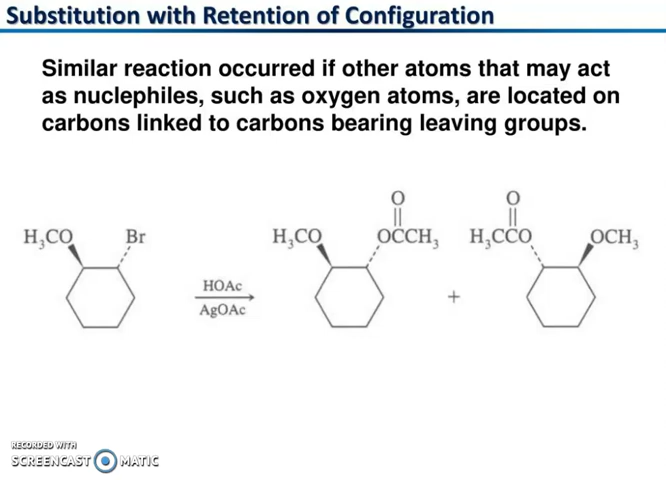 Substitution with Retention of Configuration
Similar reaction occurred if other atoms that may act
as nuclephiles, such as oxygen atoms, are located on
carbons linked to carbons bearing leaving groups.
O O
H₃CO Br H₃CO OCCH₃ H₃CCO OCH₃
HOAc
AgOAc
+
RECORDED WITH
SCREENCAST MATIC